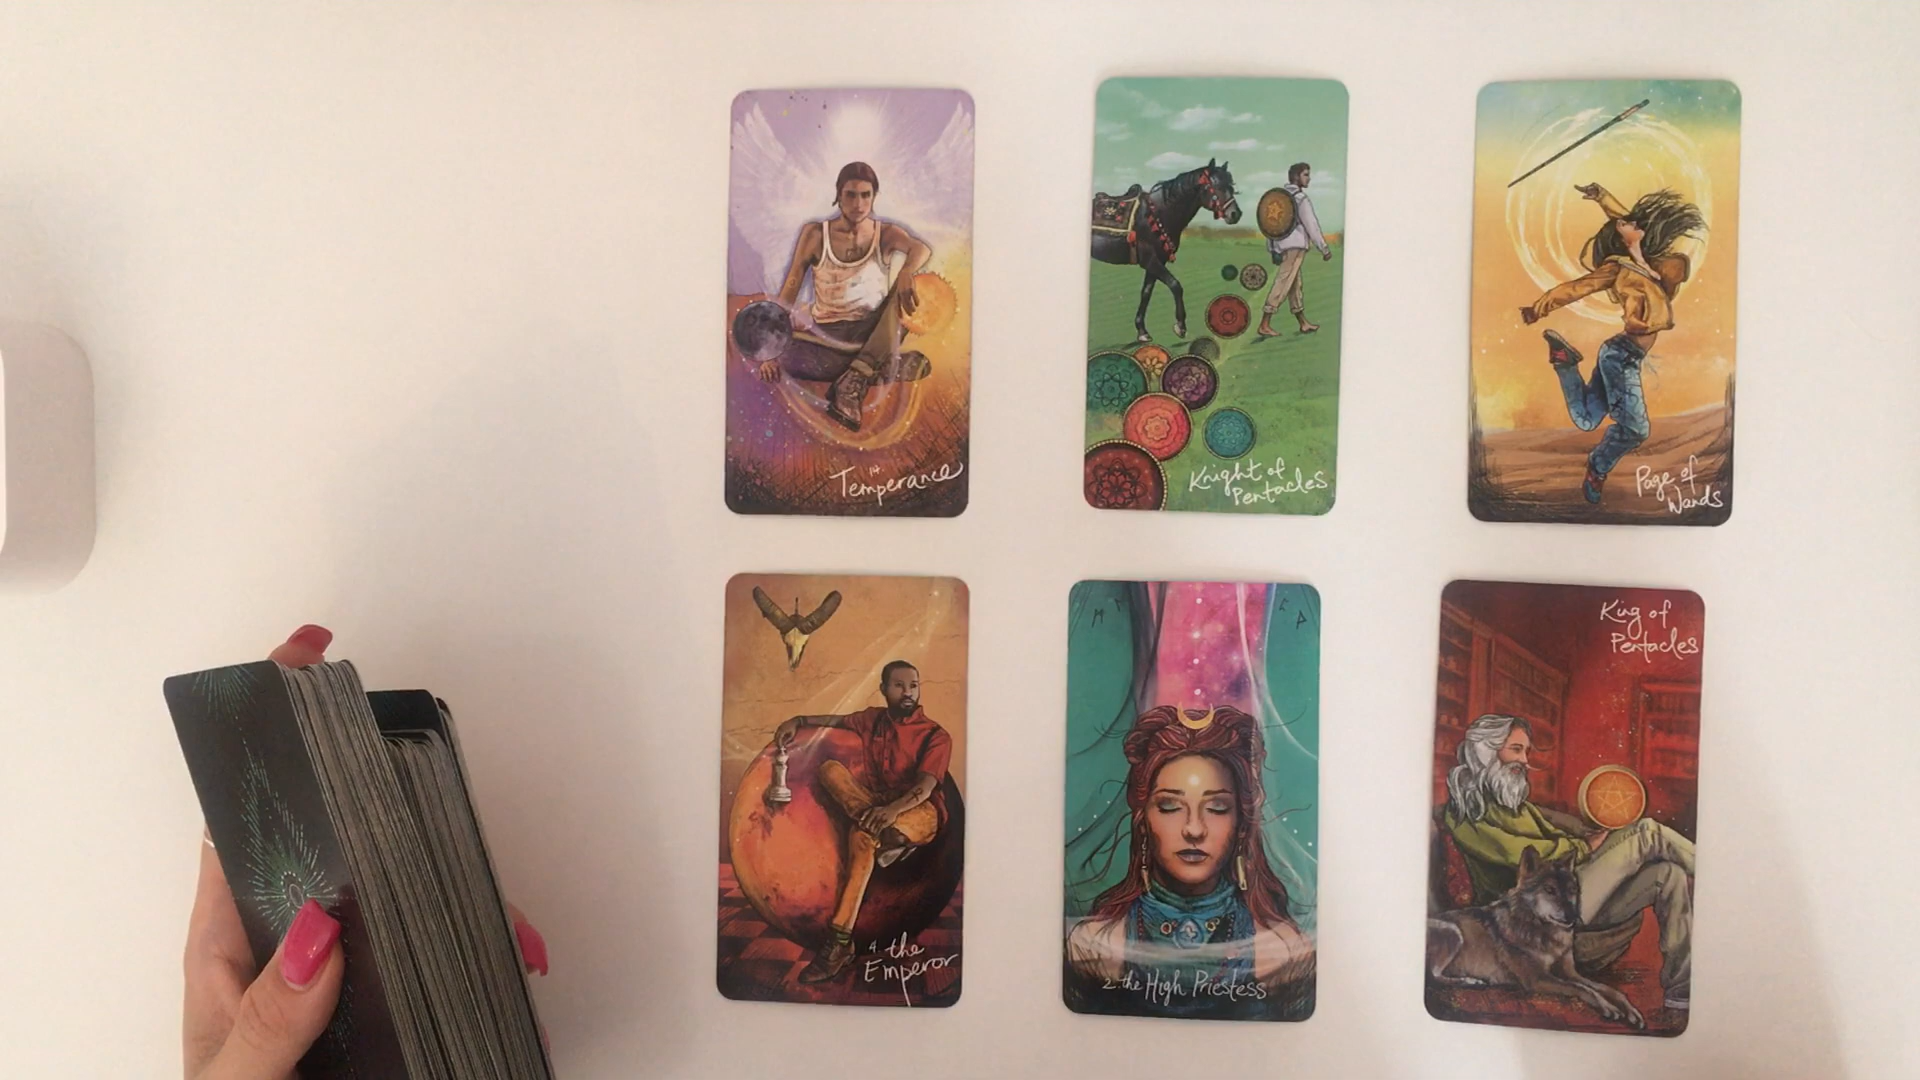 14.
Temperance
Knight of
Pentacles
Page of
Wands
4. the
Emperor
2. the High Priestess
King of
Pentacles